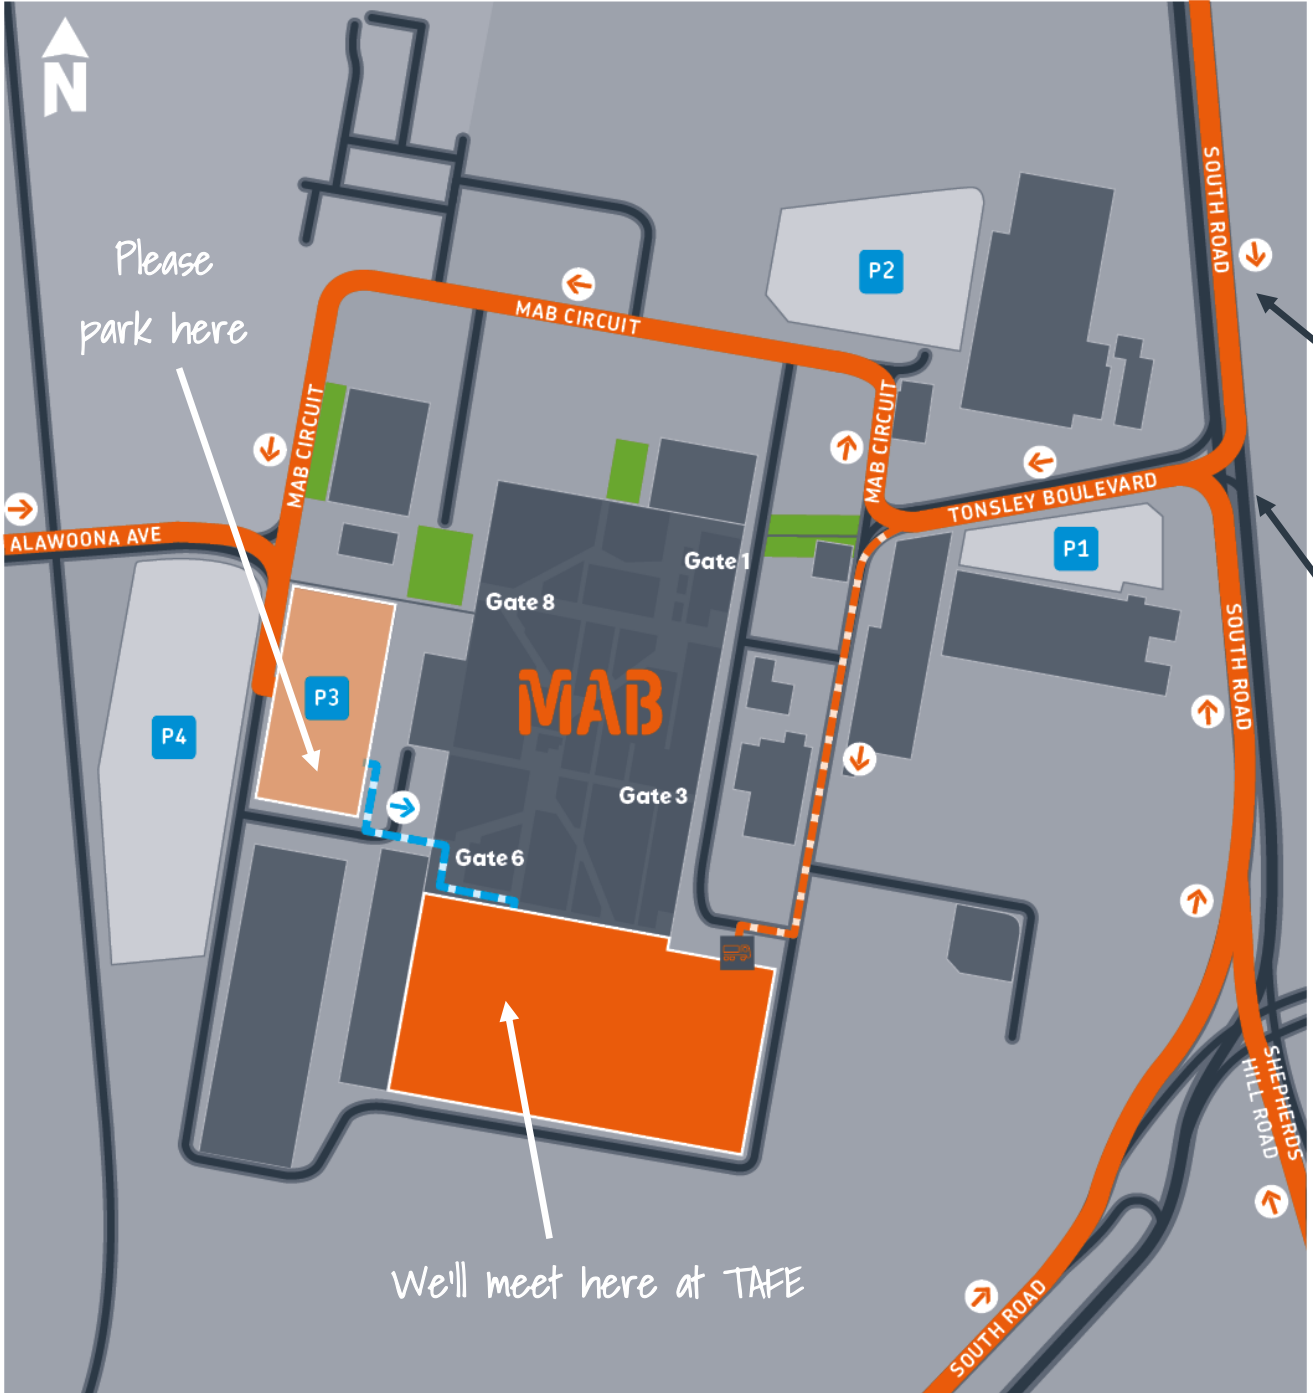 N
SOUTH ROAD
Please
park here
P2
MAB CIRCUIT
MAB CIRCUIT
MAB CIRCUIT
TONSLEY BOULEVARD
ALAWOONA AVE
P1
Gate 1
Gate 8
SOUTH ROAD
MAB
P3
P4
Gate 3
Gate 6
SHEPHERDS
HILL ROAD
We'll meet here at TAFE
SOUTH ROAD